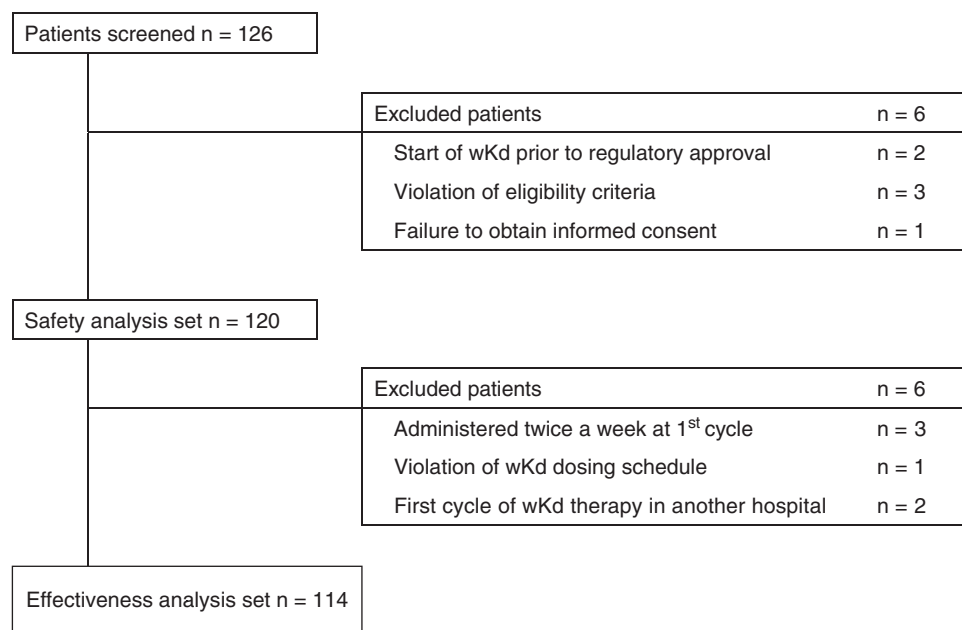 Patients screened n = 126
Excluded patients n = 6
Start of wKd prior to regulatory approval n = 2
Violation of eligibility criteria n = 3
Failure to obtain informed consent n = 1
Safety analysis set n = 120
Excluded patients n = 6
Administered twice a week at 1st cycle n = 3
Violation of wKd dosing schedule n = 1
First cycle of wKd therapy in another hospital n = 2
Effectiveness analysis set n = 114